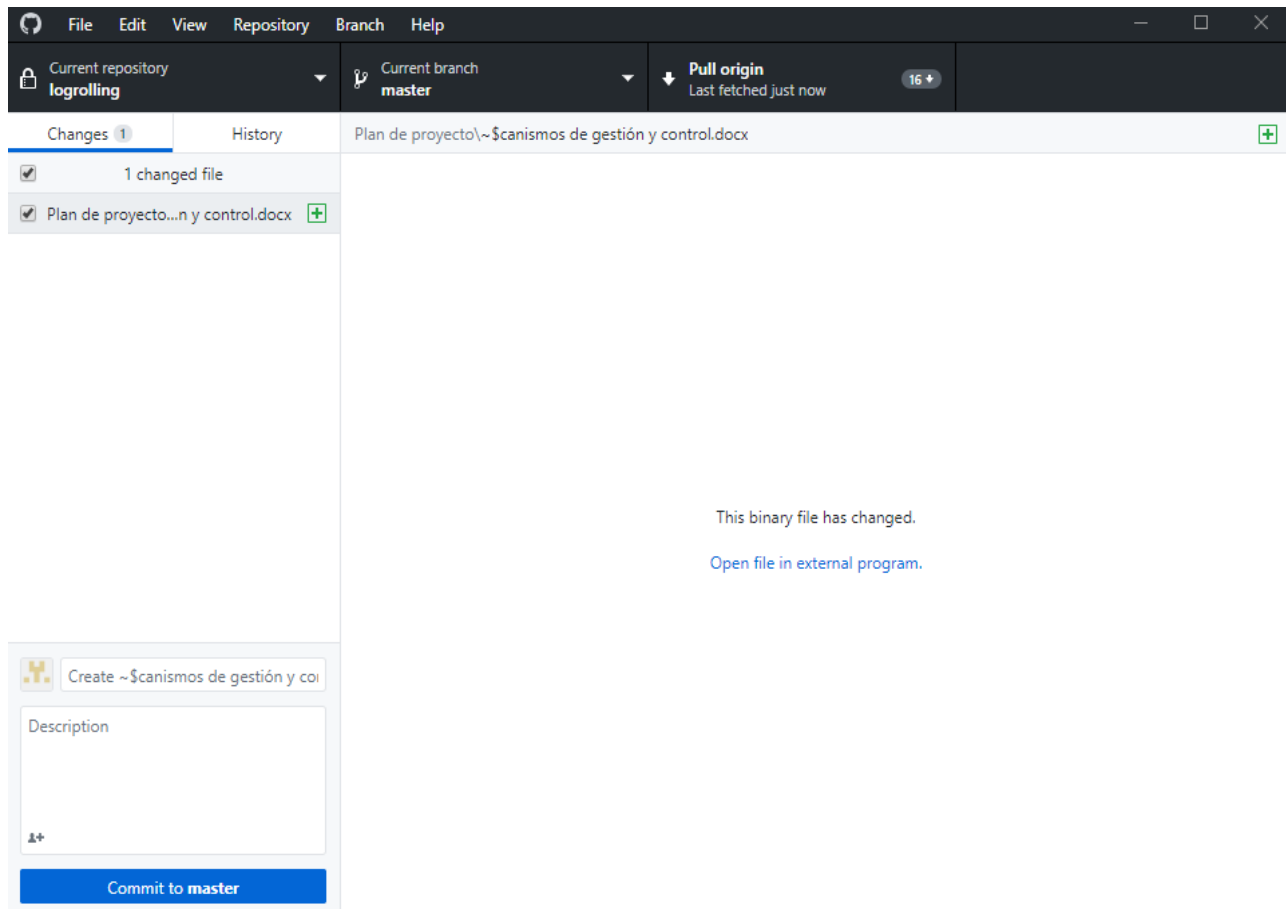 File Edit View Repository Branch Help
Current repository
logrolling
Current branch
master
Pull origin
Last fetched just now
16
Changes 1 History
Plan de proyecto\~$canismos de gestión y control.docx
1 changed file
Plan de proyecto...n y control.docx
This binary file has changed.
Open file in external program.
Create ~$canismos de gestión y co
Description
Commit to master